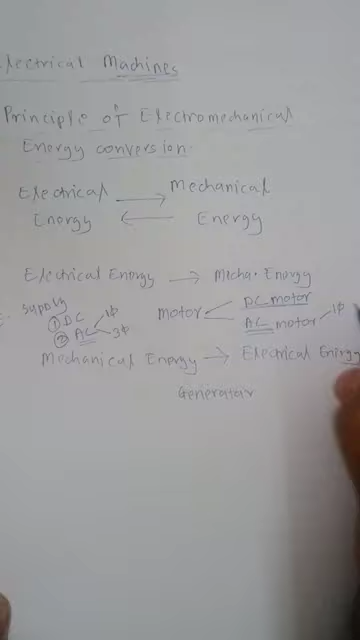 Electrical Machines
Principle of Electromechanical
Energy conversion.
Electrical → Mechanical
Energy ← Energy
Electrical Energy → Mecha. Energy
Supply
① DC
② AC 1φ 3φ
Motor DC motor
AC motor 1φ
Mechanical Energy → Electrical Energy
Generator